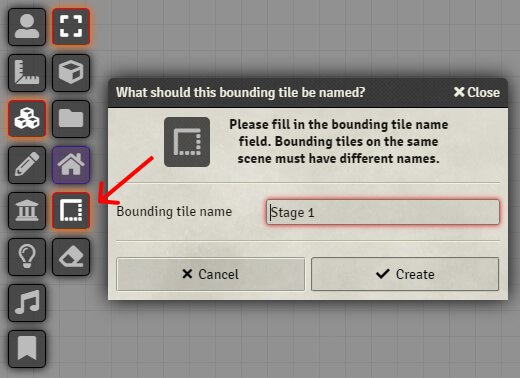 What should this bounding tile be named?
Close
Please fill in the bounding tile name
field. Bounding tiles on the same
scene must have different names.
Bounding tile name
Stage 1
Cancel
Create